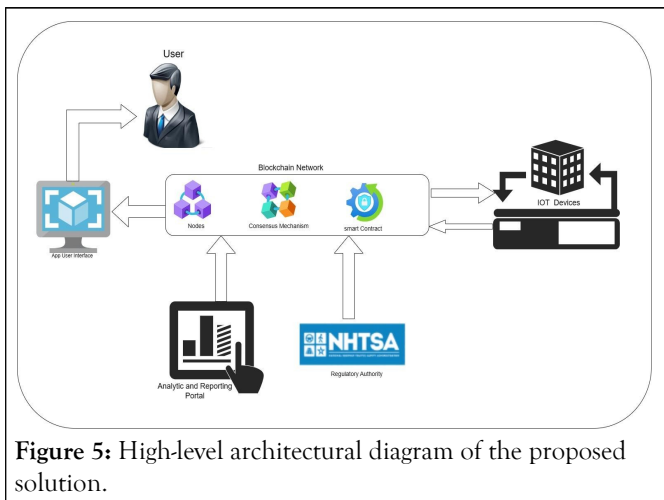 User
Blockchain Network
Nodes
Consensus Mechanism
smart Contract
App User Interface
IOT Devices
NHTSA
Regulatory Authority
Analytic and Reporting
Portal
Figure 5: High-level architectural diagram of the proposed
solution.